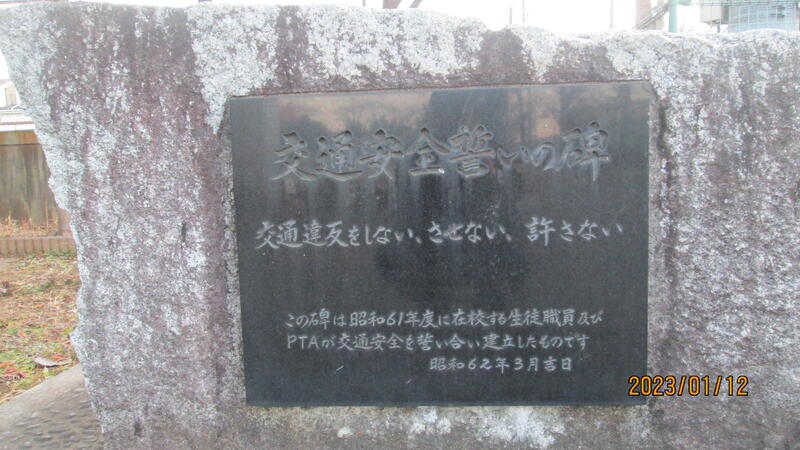 交通安全誓いの碑
交通違反をしない、させない、許さない
この碑は昭和61年度に在校する生徒職員及び
PTAが交通安全を誓い合い建立したものです
昭和62年3月吉日
2023/01/12